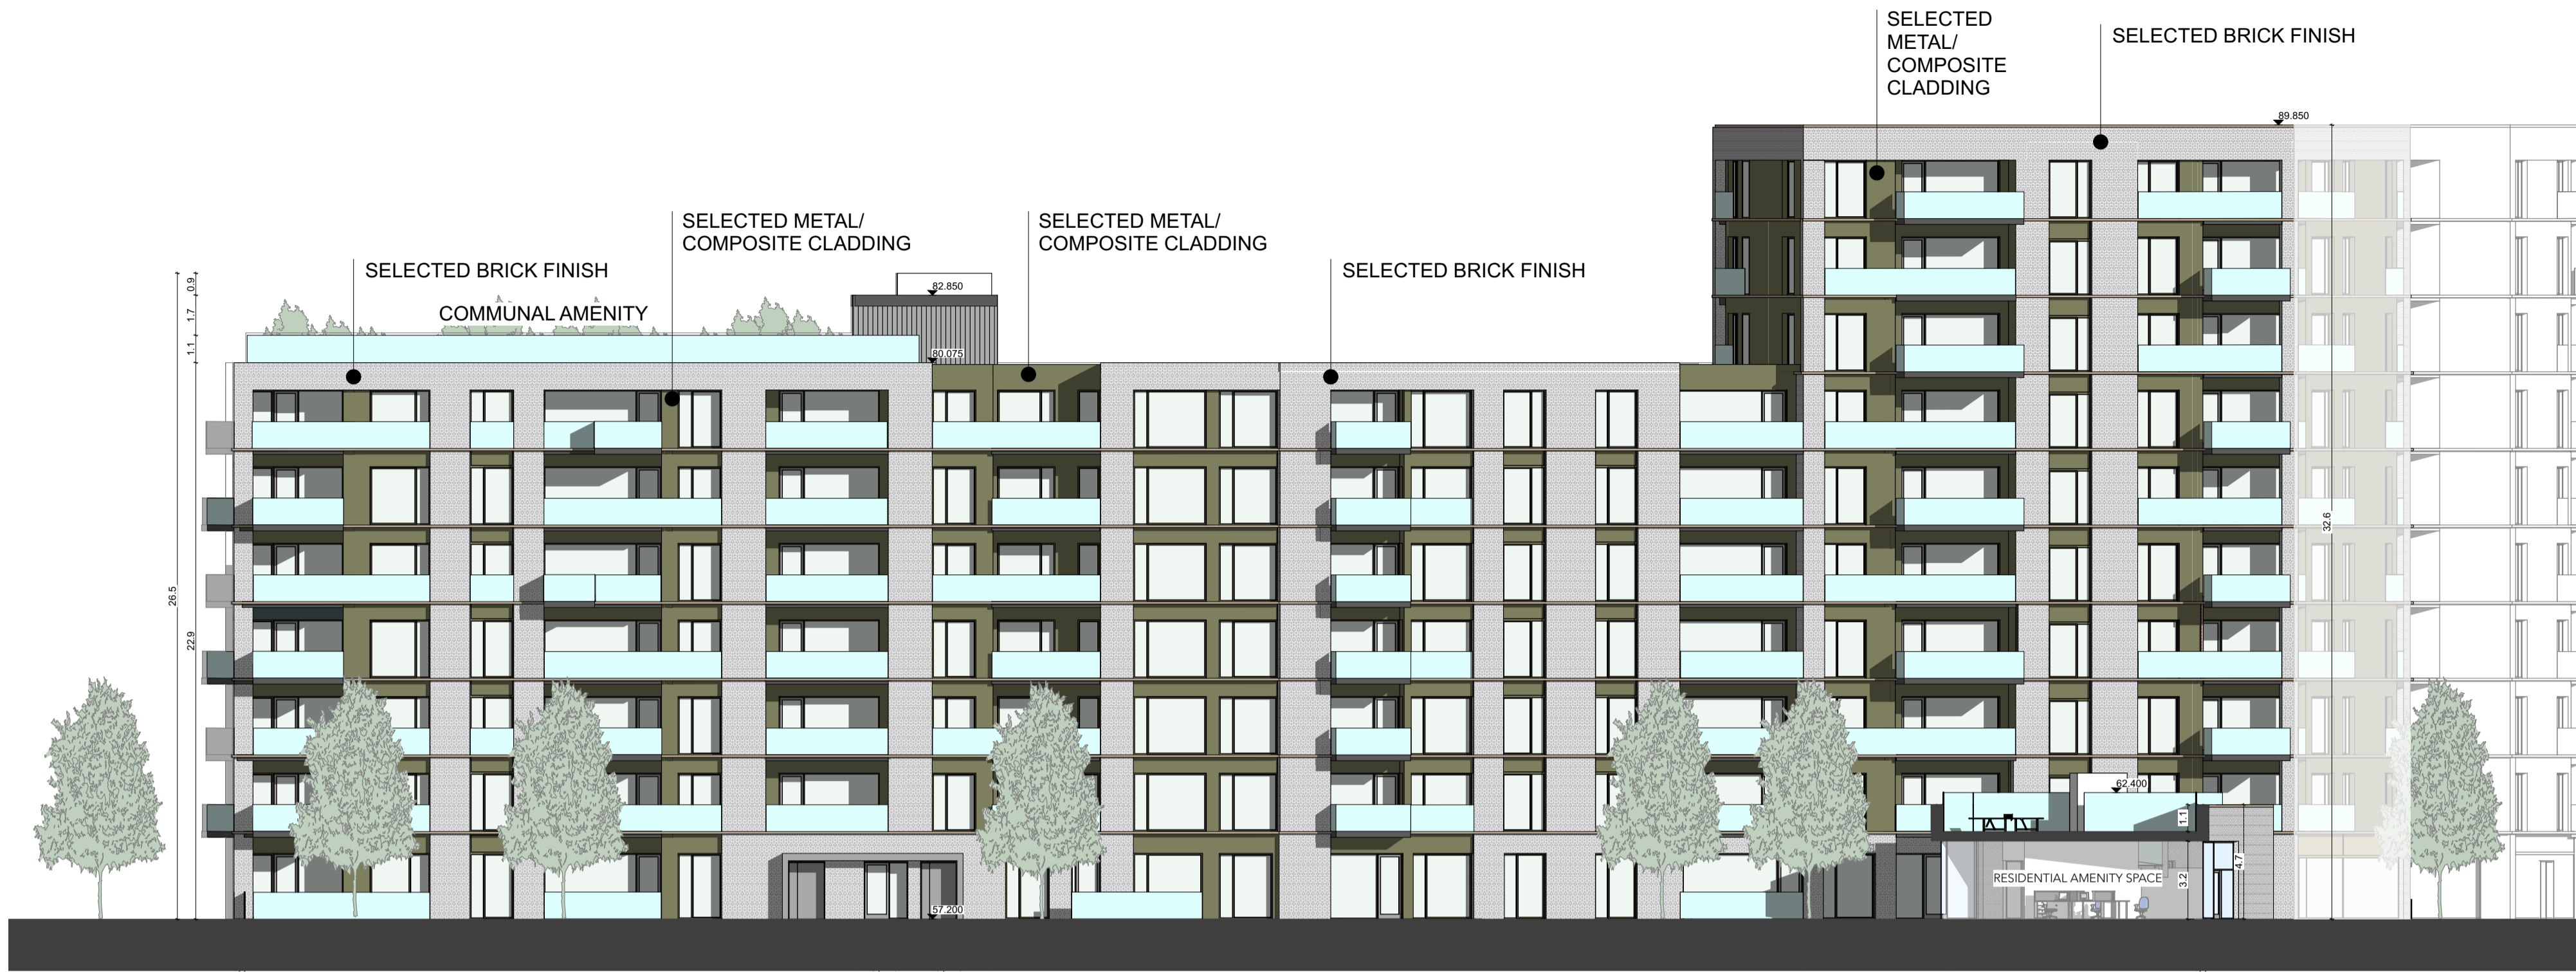 SELECTED
METAL/
COMPOSITE
CLADDING
SELECTED BRICK FINISH
89.850
SELECTED METAL/
COMPOSITE CLADDING
SELECTED METAL/
COMPOSITE CLADDING
SELECTED BRICK FINISH
SELECTED BRICK FINISH
COMMUNAL AMENITY
82.850
80.075
0.9
1.7
1.1
26.5
22.9
32.6
62.400
1.1
4.7
3.2
RESIDENTIAL AMENITY SPACE
57.200